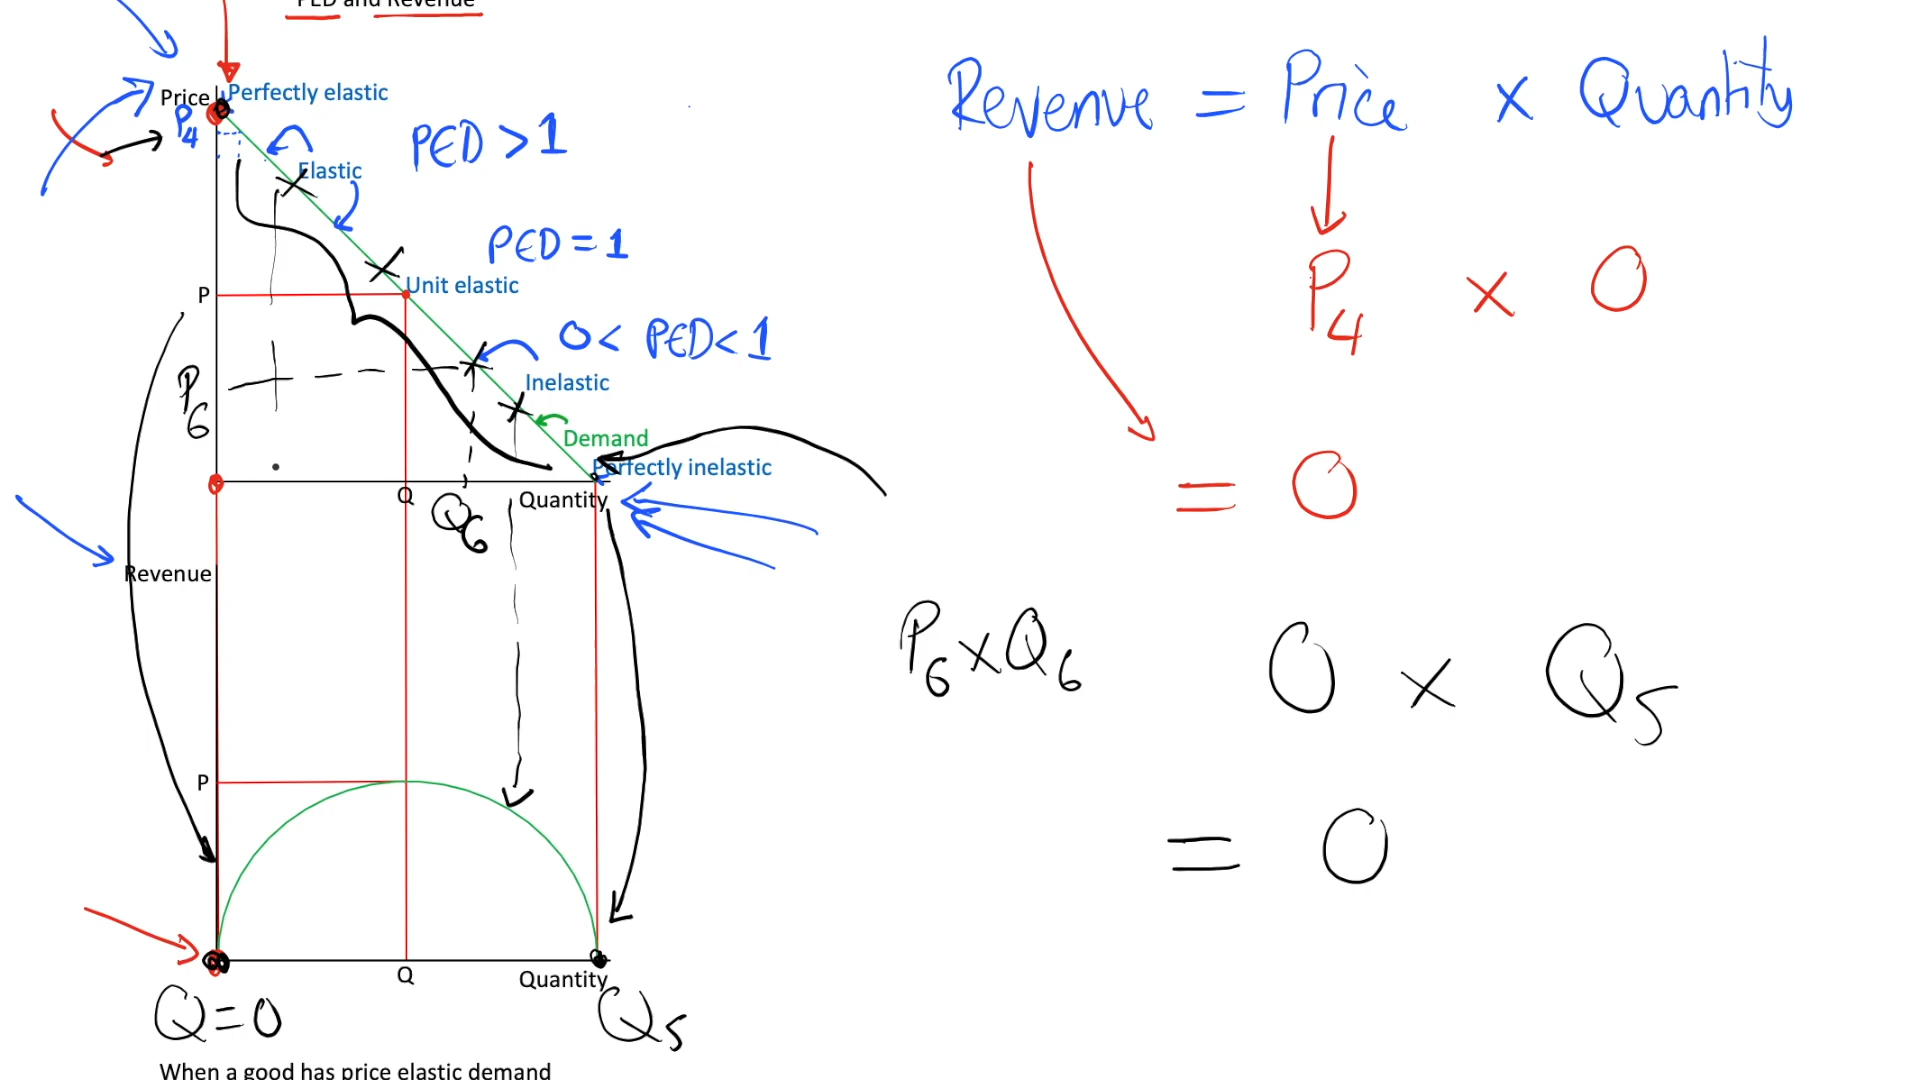 PED and Revenue
Price
Perfectly elastic
P4
Elastic
PED > 1
PED = 1
Unit elastic
P
0 < PED < 1
P6
Inelastic
Demand
Perfectly inelastic
Q
Q6
Quantity
Revenue
P
Q
Quantity
Q = 0
Q5
When a good has price elastic demand
Revenue = Price x Quantity
P4 x 0
= 0
P6 x Q6
0 x Q5
= 0